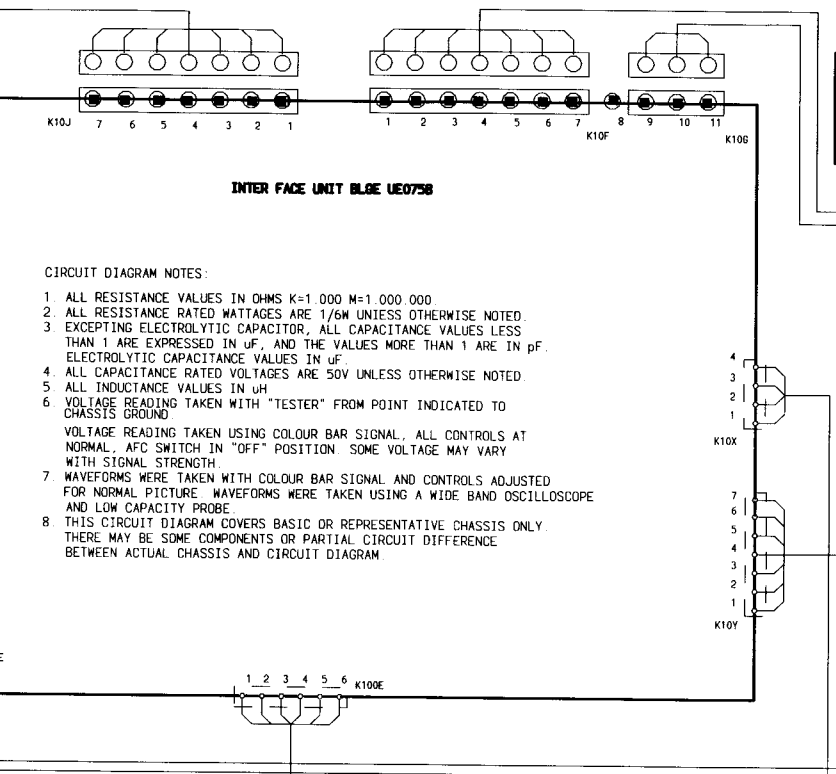 K10J 7 6 5 4 3 2 1
1 2 3 4 5 6 7 K10F 8 9 10 11 K10G
INTER FACE UNIT BLGE UE0758
CIRCUIT DIAGRAM NOTES:
1. ALL RESISTANCE VALUES IN OHMS K=1.000 M=1.000.000.
2. ALL RESISTANCE RATED WATTAGES ARE 1/6W UNIESS OTHERWISE NOTED.
3. EXCEPTING ELECTROLYTIC CAPACITOR, ALL CAPACITANCE VALUES LESS
THAN 1 ARE EXPRESSED IN uF, AND THE VALUES MORE THAN 1 ARE IN pF.
ELECTROLYTIC CAPACITANCE VALUES IN uF.
4. ALL CAPACITANCE RATED VOLTAGES ARE 50V UNLESS OTHERWISE NOTED.
5. ALL INDUCTANCE VALUES IN uH
6. VOLTAGE READING TAKEN WITH "TESTER" FROM POINT INDICATED TO
CHASSIS GROUND.
VOLTAGE READING TAKEN USING COLOUR BAR SIGNAL, ALL CONTROLS AT
NORMAL, AFC SWITCH IN "OFF" POSITION. SOME VOLTAGE MAY VARY
WITH SIGNAL STRENGTH.
7. WAVEFORMS WERE TAKEN WITH COLOUR BAR SIGNAL AND CONTROLS ADJUSTED
FOR NORMAL PICTURE. WAVEFORMS WERE TAKEN USING A WIDE BAND OSCILLOSCOPE
AND LOW CAPACITY PROBE.
8. THIS CIRCUIT DIAGRAM COVERS BASIC OR REPRESENTATIVE CHASSIS ONLY.
THERE MAY BE SOME COMPONENTS OR PARTIAL CIRCUIT DIFFERENCE
BETWEEN ACTUAL CHASSIS AND CIRCUIT DIAGRAM.
4
3
2
1
K10X
7
6
5
4
3
2
1
K10Y
E
1 2 3 4 5 6 K100E